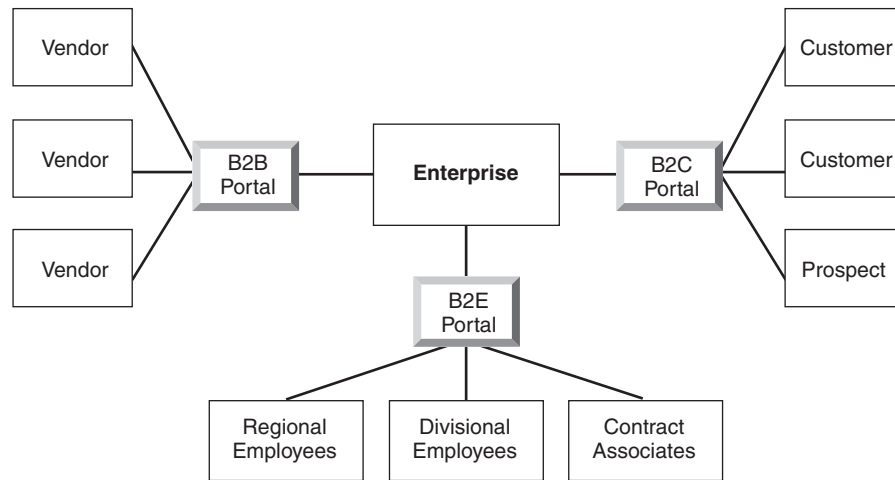 Vendor
Customer
B2B
Portal
Enterprise
B2C
Portal
Vendor
Customer
Vendor
Prospect
B2E
Portal
Regional
Employees
Divisional
Employees
Contract
Associates